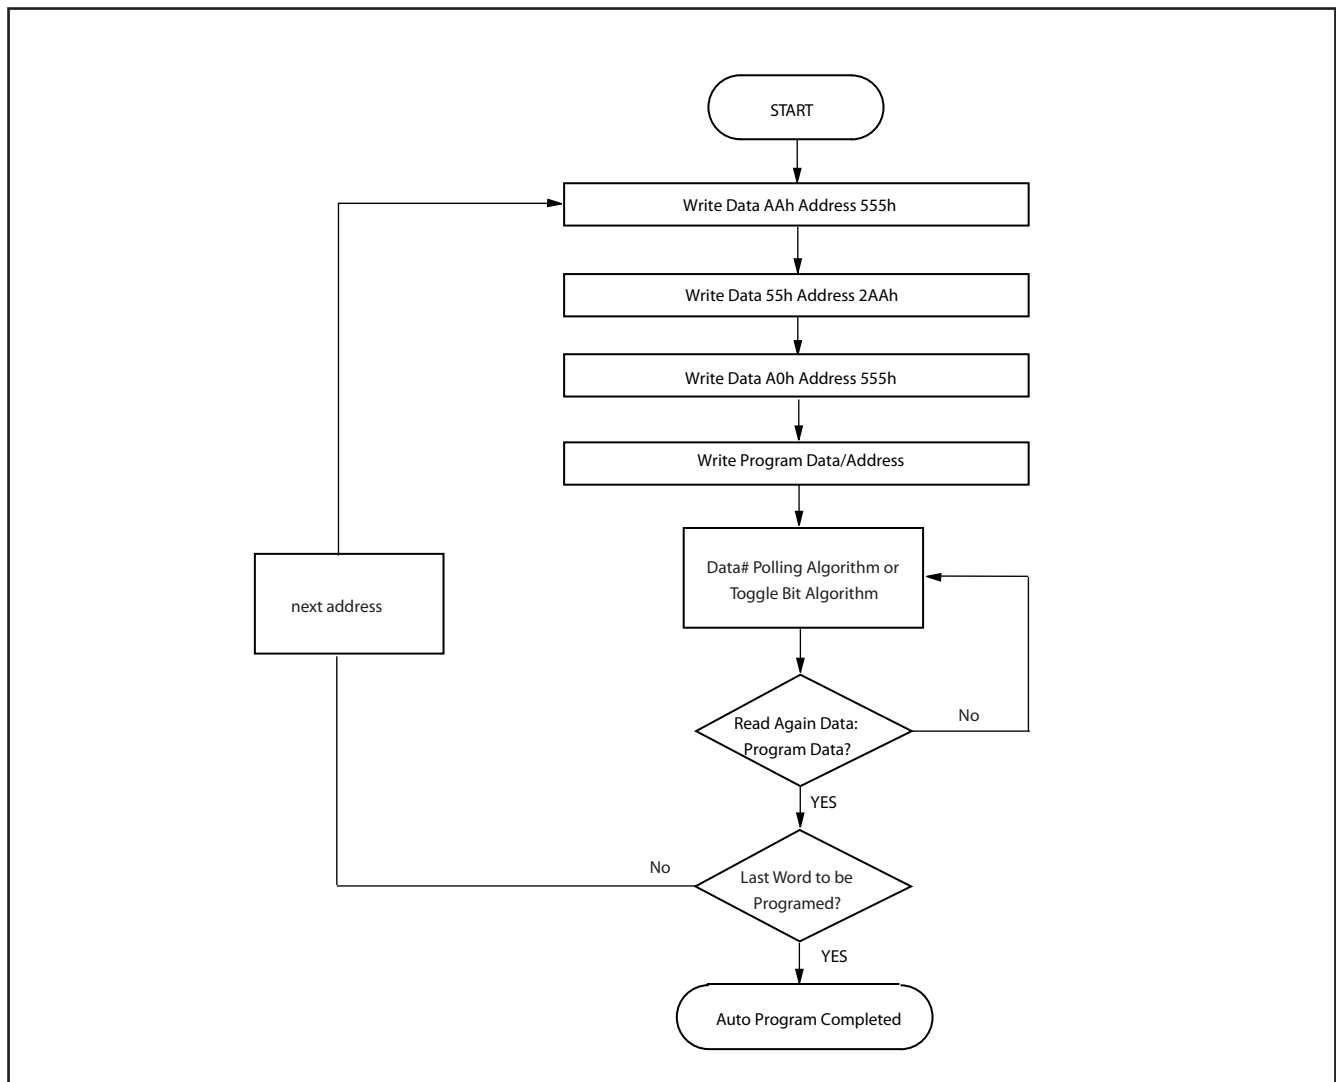 START
Write Data AAh Address 555h
Write Data 55h Address 2AAh
Write Data A0h Address 555h
Write Program Data/Address
Data# Polling Algorithm or
Toggle Bit Algorithm
next address
Read Again Data:
Program Data?
No
YES
No
Last Word to be
Programed?
YES
Auto Program Completed